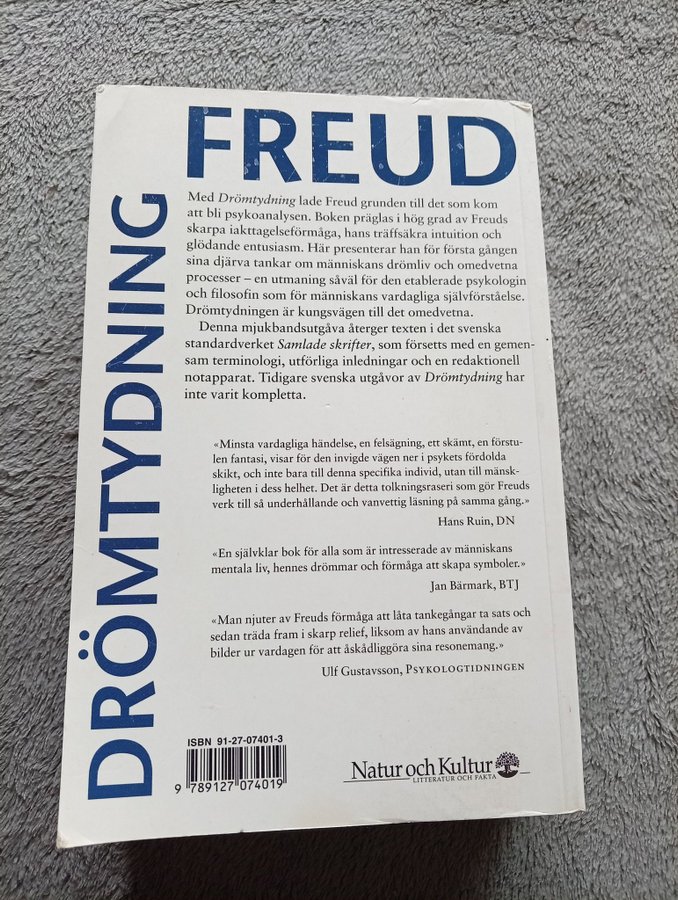 FREUD
DRÖMTYDNING
Med Drömtydning lade Freud grunden till det som kom
att bli psykoanalysen. Boken präglas i hög grad av Freuds
skarpa iakttagelseförmåga, hans träffsäkra intuition och
glödande entusiasm. Här presenterar han för första gången
sina djärva tankar om människans drömliv och omedvetna
processer – en utmaning såväl för den etablerade psykologin
och filosofin som för människans vardagliga självförståelse.
Drömtydningen är kungsvägen till det omedvetna.
Denna mjukbandsutgåva återger texten i det svenska
standardverket Samlade skrifter, som försetts med en gemen-
sam terminologi, utförliga inledningar och en redaktionell
notapparat. Tidigare svenska utgåvor av Drömtydning har
inte varit kompletta.
«Minsta vardagliga händelse, en felsägning, ett skämt, en förstu-
len fantasi, visar för den invigde vägen ner i psykets fördolda
skikt, och inte bara till denna specifika individ, utan till mänsk-
ligheten i dess helhet. Det är detta tolkningsraseri som gör Freuds
verk till så underhållande och vanvettig läsning på samma gång.»
Hans Ruin, DN
«En självklar bok för alla som är intresserade av människans
mentala liv, hennes drömmar och förmåga att skapa symboler.»
Jan Bärmark, BTJ
«Man njuter av Freuds förmåga att låta tankegångar ta sats och
sedan träda fram i skarp relief, liksom av hans användande av
bilder ur vardagen för att åskådliggöra sina resonemang.»
Ulf Gustavsson, PSYKOLOGTIDNINGEN
ISBN 91-27-07401-3
9 789127 074019
Natur och Kultur
LITTERATUR OCH FAKTA